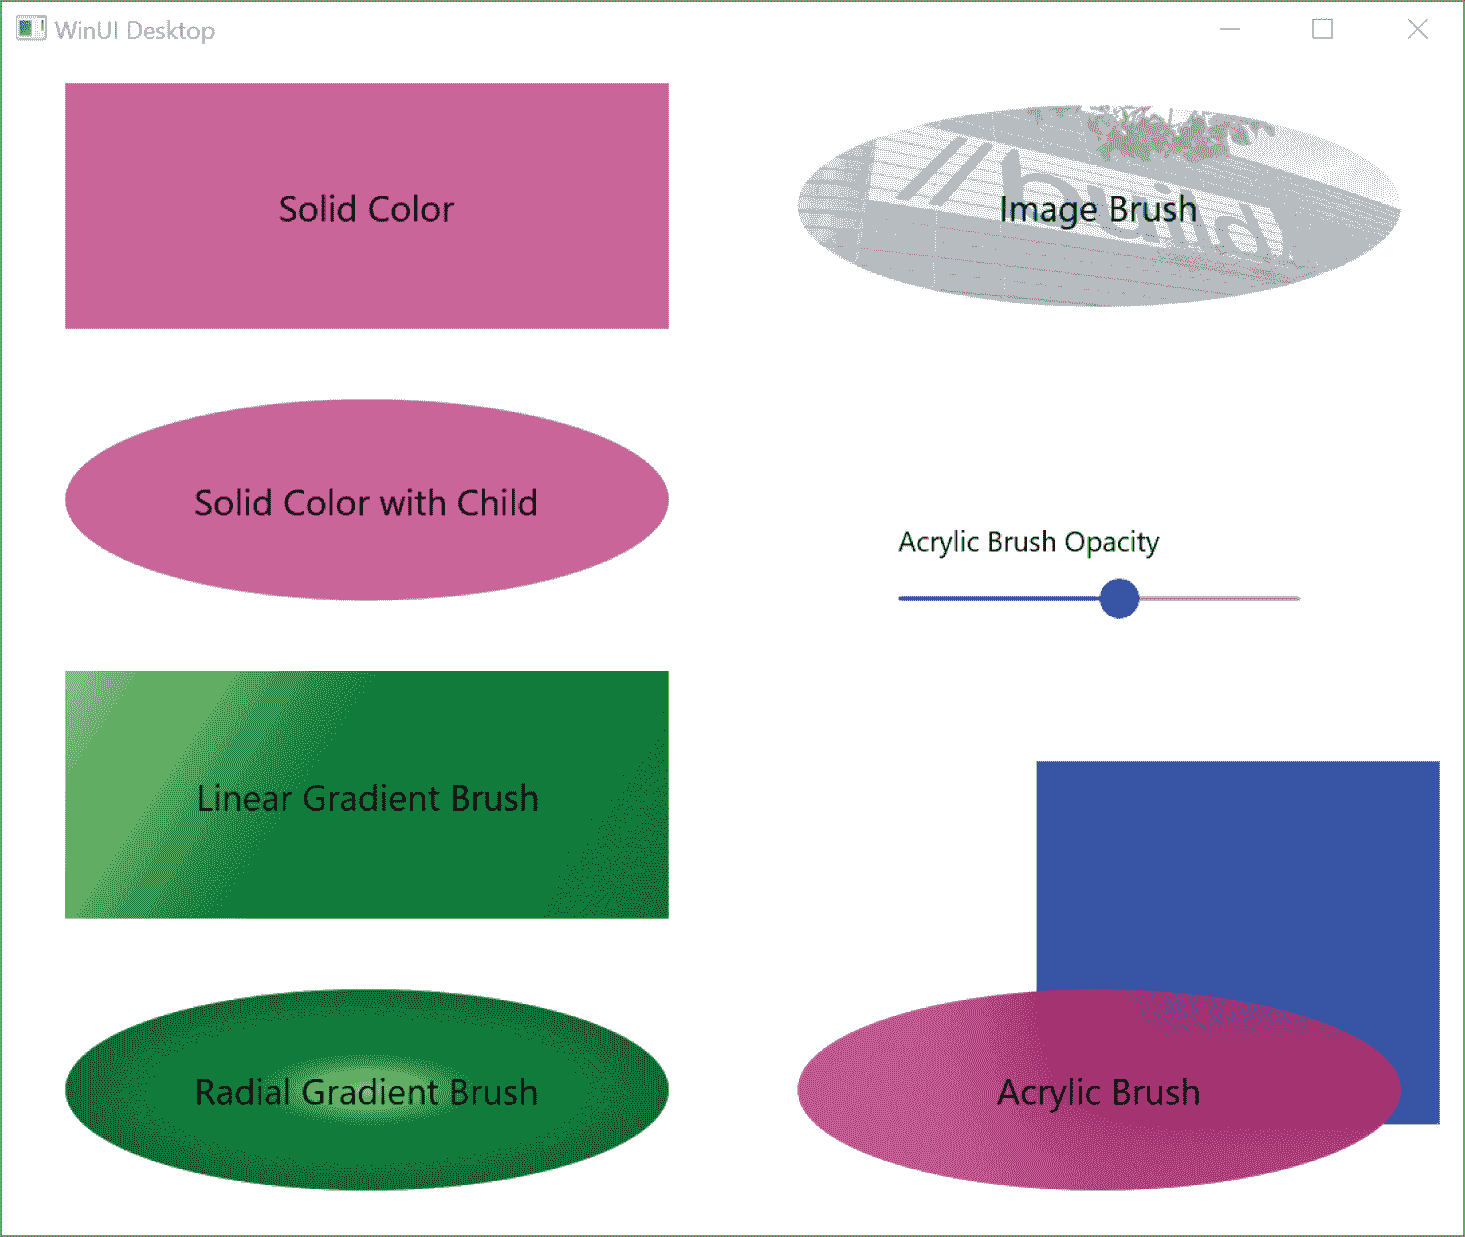 WinUI Desktop
Solid Color
//build
Image Brush
Solid Color with Child
Acrylic Brush Opacity
Linear Gradient Brush
Radial Gradient Brush
Acrylic Brush